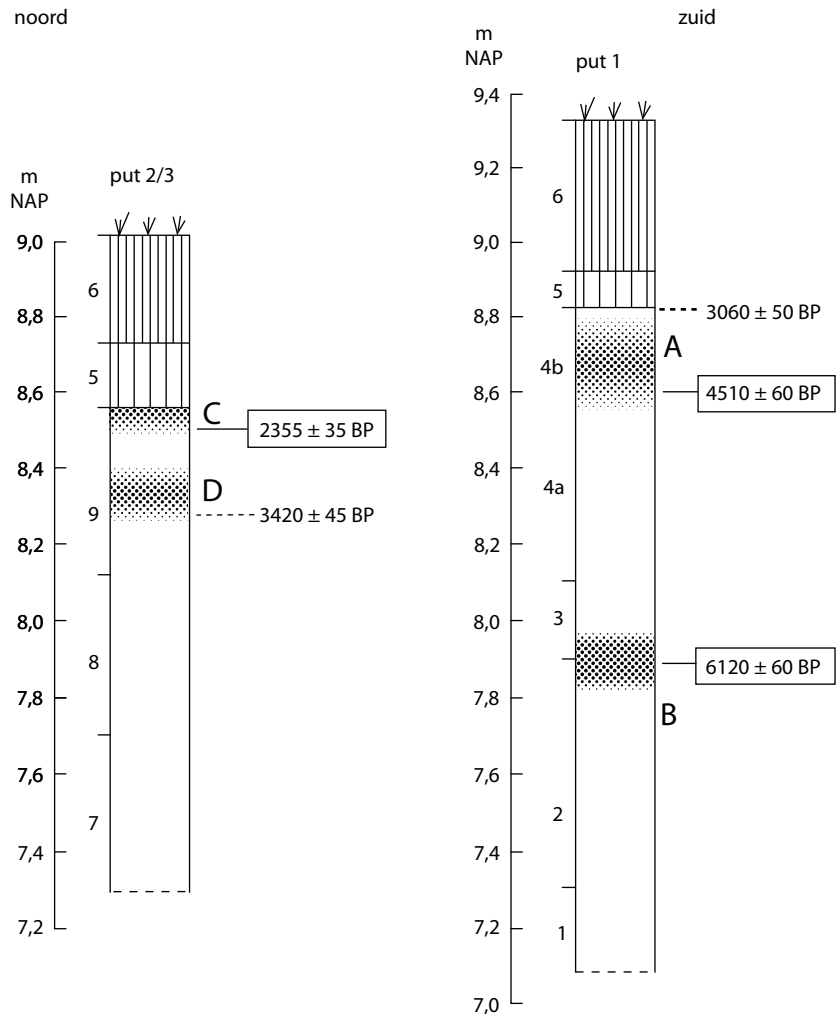 noord
m
NAP
put 2/3
9,0
8,8
8,6
8,4
8,2
8,0
7,8
7,6
7,4
7,2
6
5
9
8
7
C
2355 ± 35 BP
D
3420 ± 45 BP
zuid
m
NAP
put 1
9,4
9,2
9,0
8,8
8,6
8,4
8,2
8,0
7,8
7,6
7,4
7,2
7,0
6
5
4b
4a
3
2
1
3060 ± 50 BP
A
4510 ± 60 BP
6120 ± 60 BP
B